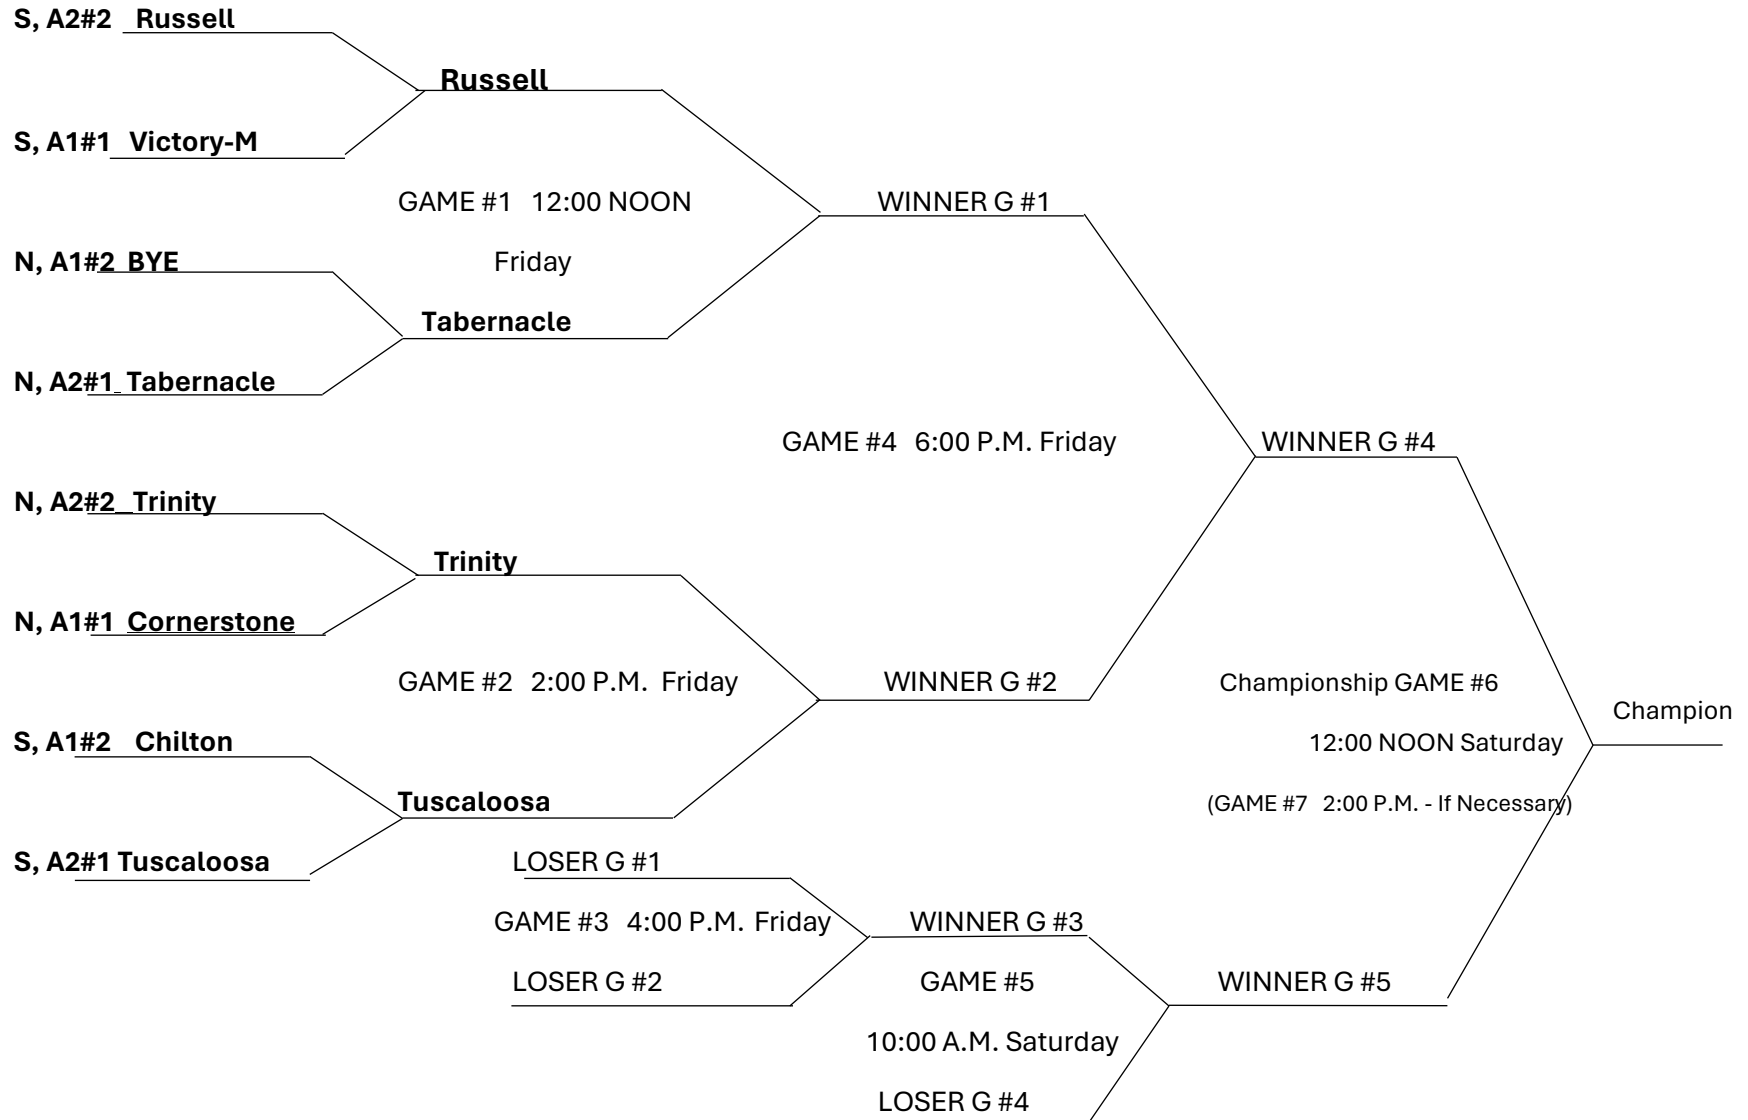 S, A2#2 Russell
Russell
S, A1#1 Victory-M
GAME #1 12:00 NOON
WINNER G #1
N, A1#2 BYE
Friday
Tabernacle
N, A2#1 Tabernacle
GAME #4 6:00 P.M. Friday
WINNER G #4
N, A2#2 Trinity
Trinity
N, A1#1 Cornerstone
GAME #2 2:00 P.M. Friday
WINNER G #2
Championship GAME #6
Champion
S, A1#2 Chilton
12:00 NOON Saturday
Tuscaloosa
(GAME #7 2:00 P.M. - If Necessary)
S, A2#1 Tuscaloosa
LOSER G #1
GAME #3 4:00 P.M. Friday
WINNER G #3
LOSER G #2
GAME #5
WINNER G #5
10:00 A.M. Saturday
LOSER G #4